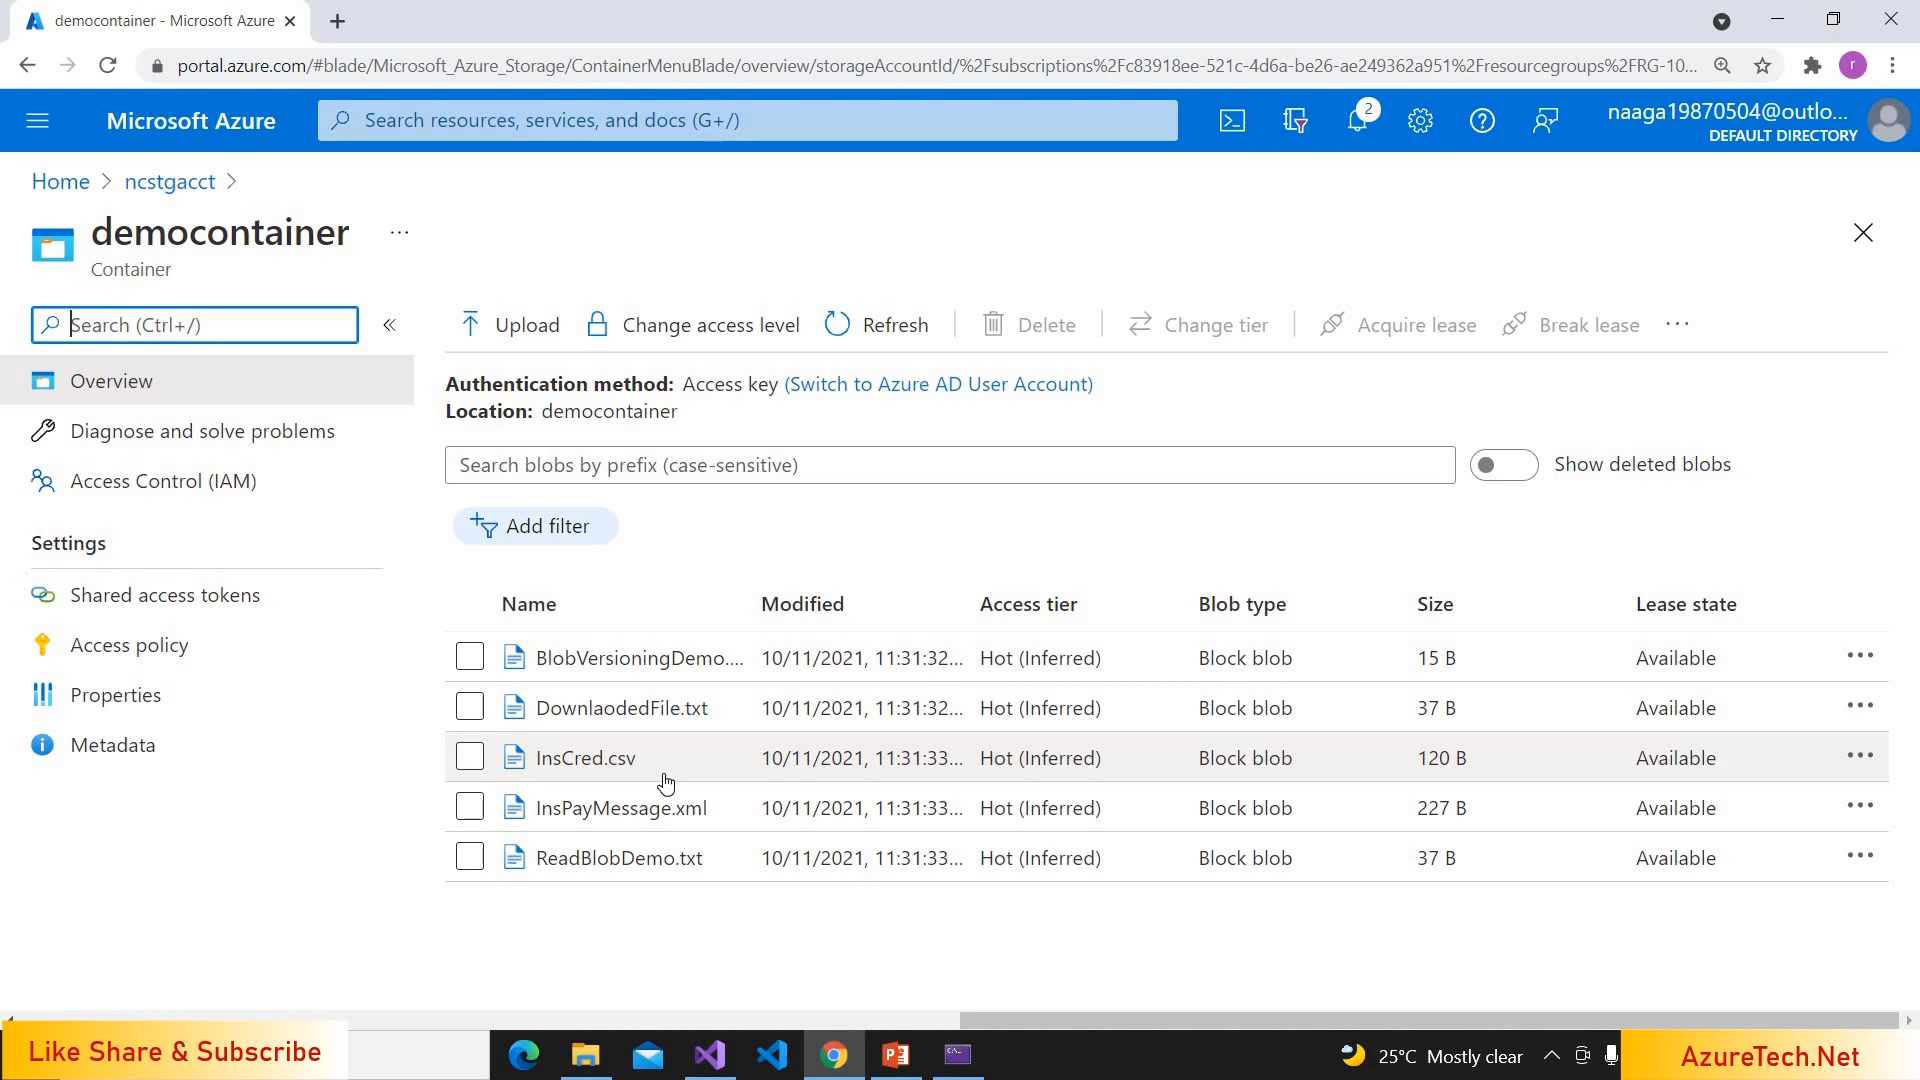 democontainer - Microsoft Azure
portal.azure.com/#blade/Microsoft_Azure_Storage/ContainerMenuBlade/overview/storageAccountId/%2Fsubscriptions%2Fc83918ee-521c-4d6a-be26-ae249362a951%2Fresourcegroups%2FRG-10...
r
Microsoft Azure
Search resources, services, and docs (G+/)
2
naaga19870504@outlo...
DEFAULT DIRECTORY
Home > ncstgacct >
democontainer ...
Container
Search (Ctrl+/)
Overview
Diagnose and solve problems
Access Control (IAM)
Settings
Shared access tokens
Access policy
Properties
Metadata
Upload Change access level Refresh Delete Change tier Acquire lease Break lease ...
Authentication method: Access key (Switch to Azure AD User Account)
Location: democontainer
Search blobs by prefix (case-sensitive)
Show deleted blobs
Add filter
Name Modified Access tier Blob type Size Lease state
BlobVersioningDemo.... 10/11/2021, 11:31:32... Hot (Inferred) Block blob 15 B Available
DownlaodedFile.txt 10/11/2021, 11:31:32... Hot (Inferred) Block blob 37 B Available
InsCred.csv 10/11/2021, 11:31:33... Hot (Inferred) Block blob 120 B Available
InsPayMessage.xml 10/11/2021, 11:31:33... Hot (Inferred) Block blob 227 B Available
ReadBlobDemo.txt 10/11/2021, 11:31:33... Hot (Inferred) Block blob 37 B Available
Like Share & Subscribe
25°C Mostly clear
AzureTech.Net